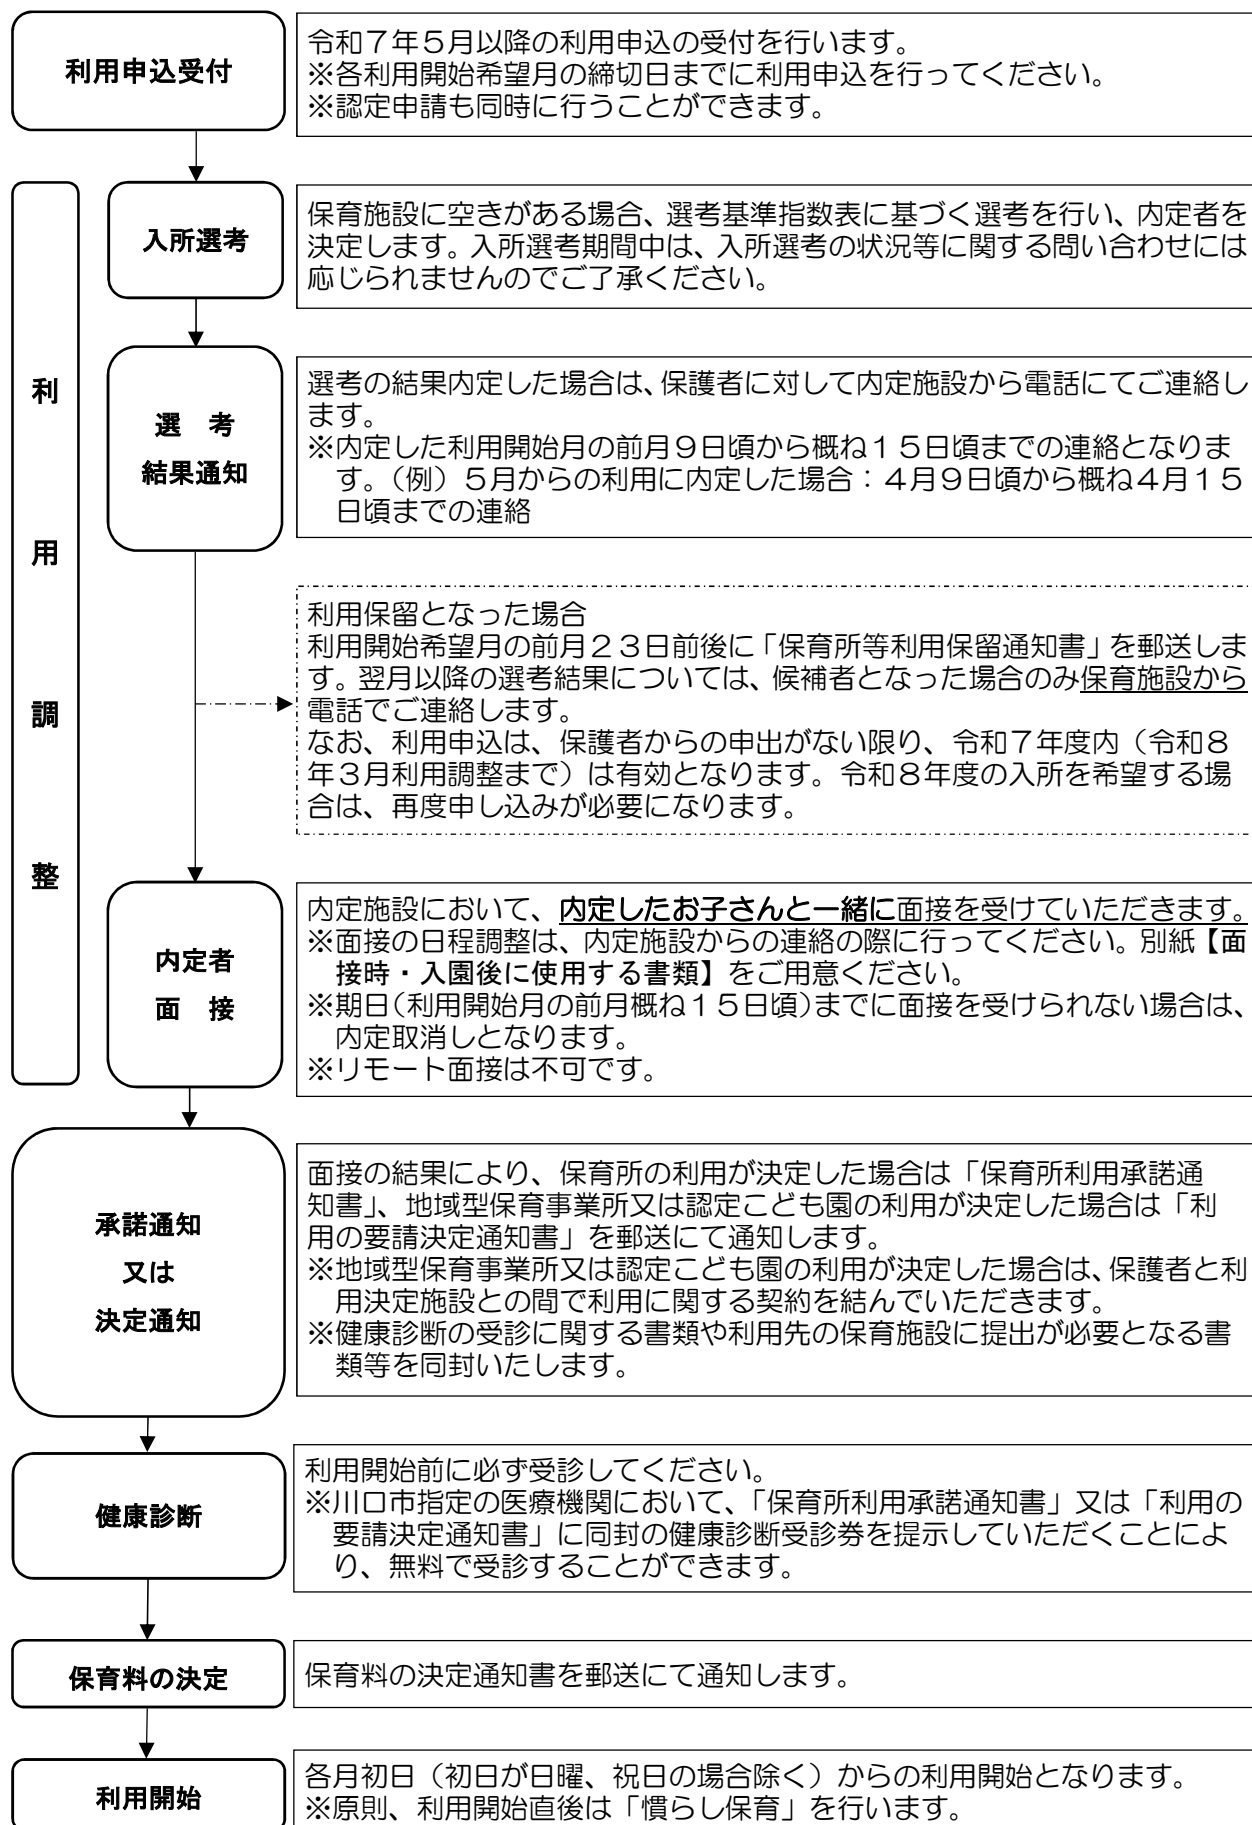 利用申込受付
令和７年５月以降の利用申込の受付を行います。
※各利用開始希望月の締切日までに利用申込を行ってください。
※認定申請も同時に行うことができます。
利用調整
入所選考
保育施設に空きがある場合、選考基準指数表に基づく選考を行い、内定者を
決定します。入所選考期間中は、入所選考の状況等に関する問い合わせには
応じられませんのでご了承ください。
選　考
結果通知
選考の結果内定した場合は、保護者に対して内定施設から電話にてご連絡し
ます。
※内定した利用開始月の前月９日頃から概ね１５日頃までの連絡となりま
す。（例）５月からの利用に内定した場合：４月９日頃から概ね４月１５
日頃までの連絡
利用保留となった場合
利用開始希望月の前月２３日前後に「保育所等利用保留通知書」を郵送しま
す。翌月以降の選考結果については、候補者となった場合のみ保育施設から
電話でご連絡します。
なお、利用申込は、保護者からの申出がない限り、令和７年度内（令和８
年３月利用調整まで）は有効となります。令和８年度の入所を希望する場
合は、再度申し込みが必要になります。
内定者
面　接
内定施設において、内定したお子さんと一緒に面接を受けていただきます。
※面接の日程調整は、内定施設からの連絡の際に行ってください。別紙【面
接時・入園後に使用する書類】をご用意ください。
※期日（利用開始月の前月概ね１５日頃）までに面接を受けられない場合は、
内定取消しとなります。
※リモート面接は不可です。
承諾通知
又は
決定通知
面接の結果により、保育所の利用が決定した場合は「保育所利用承諾通
知書」、地域型保育事業所又は認定こども園の利用が決定した場合は「利
用の要請決定通知書」を郵送にて通知します。
※地域型保育事業所又は認定こども園の利用が決定した場合は、保護者と利
用決定施設との間で利用に関する契約を結んでいただきます。
※健康診断の受診に関する書類や利用先の保育施設に提出が必要となる書
類等を同封いたします。
健康診断
利用開始前に必ず受診してください。
※川口市指定の医療機関において、「保育所利用承諾通知書」又は「利用の
要請決定通知書」に同封の健康診断受診券を提示していただくことによ
り、無料で受診することができます。
保育料の決定
保育料の決定通知書を郵送にて通知します。
利用開始
各月初日（初日が日曜、祝日の場合除く）からの利用開始となります。
※原則、利用開始直後は「慣らし保育」を行います。